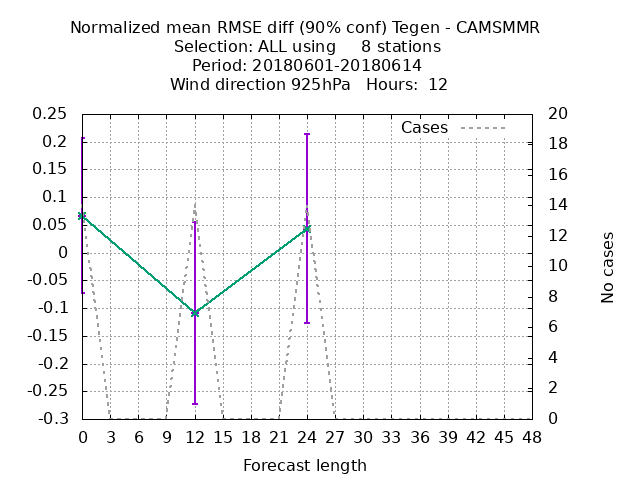 Normalized mean RMSE diff (90% conf) Tegen - CAMSMMR
Selection: ALL using     8 stations
Period: 20180601-20180614
Wind direction 925hPa   Hours:  12
Cases
0.25
0.2
0.15
0.1
0.05
0
-0.05
-0.1
-0.15
-0.2
-0.25
-0.3
20
18
16
14
12
10
8
6
4
2
0
No cases
0 3 6 9 12 15 18 21 24 27 30 33 36 39 42 45 48
Forecast length